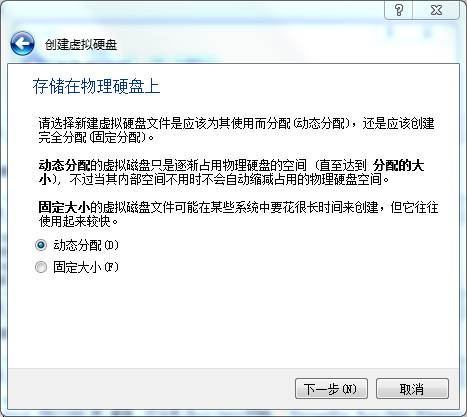 创建虚拟硬盘
存储在物理硬盘上
请选择新建虚拟硬盘文件是应该为其使用而分配(动态分配)，还是应该创建
完全分配(固定分配)。
动态分配的虚拟磁盘只是逐渐占用物理硬盘的空间 (直至达到 分配的大
小)，不过当其内部空间不用时不会自动缩减占用的物理硬盘空间。
固定大小的虚拟磁盘文件可能在某些系统中要花很长时间来创建，但它往往
使用起来较快。
动态分配(D)
固定大小(F)
下一步(N)
取消